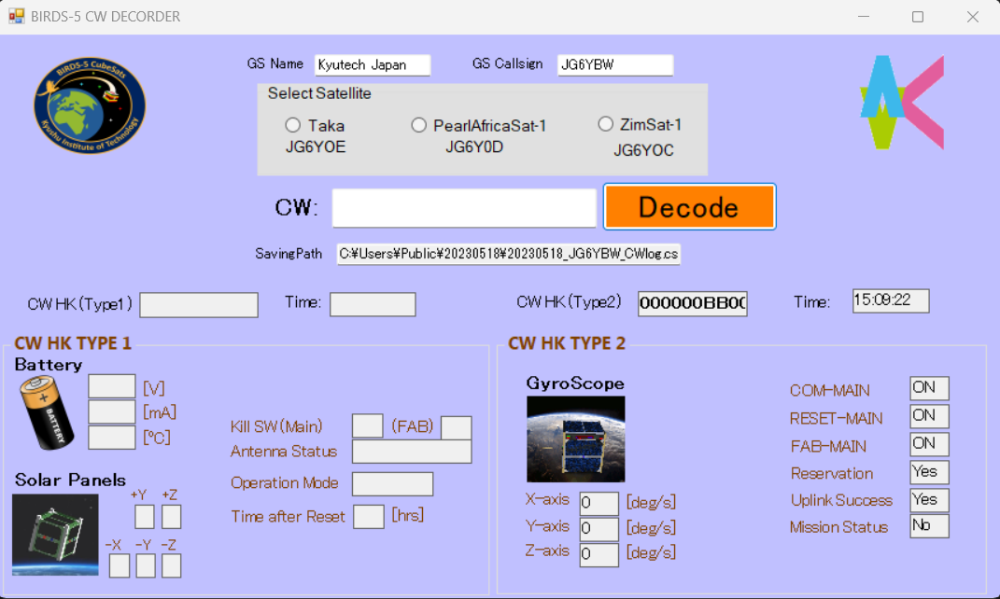 BIRDS-5 CW DECORDER
BIRDS-5 CubeSats
Kyushu Institute of Technology
GS Name Kyutech Japan GS Callsign JG6YBW
Select Satellite
Taka PearlAfricaSat-1 ZimSat-1
JG6YOE JG6Y0D JG6YOC
CW: Decode
SavingPath C:¥Users¥Public¥20230518¥20230518_JG6YBW_CWlog.cs
CW HK(Type1) Time: CW HK(Type2) 000000BB00 Time: 15:09:22
CW HK TYPE 1
Battery
BATTERY
[V]
[mA]
[ºC]
Solar Panels
+Y +Z
-X -Y -Z
Kill SW(Main) (FAB)
Antenna Status
Operation Mode
Time after Reset [hrs]
CW HK TYPE 2
GyroScope
X-axis 0 [deg/s]
Y-axis 0 [deg/s]
Z-axis 0 [deg/s]
COM-MAIN ON
RESET-MAIN ON
FAB-MAIN ON
Reservation Yes
Uplink Success Yes
Mission Status No